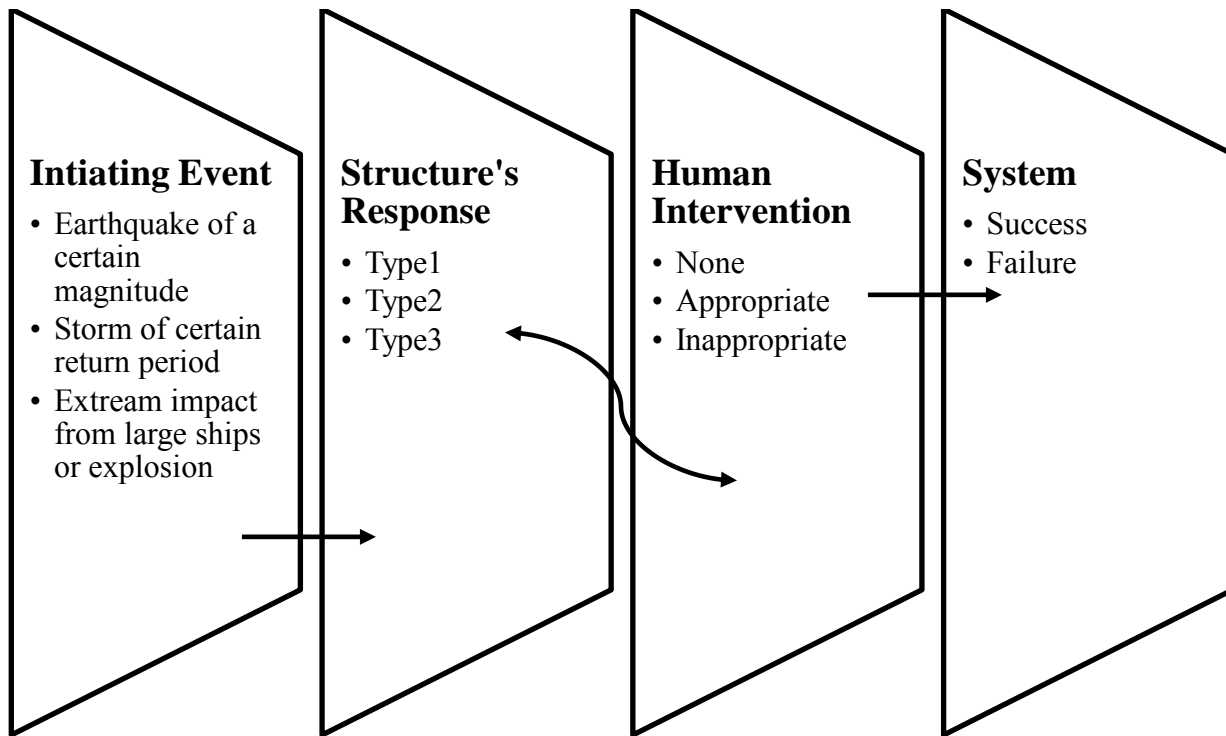 Intiating Event
• Earthquake of a
certain
magnitude
• Storm of certain
return period
• Extream impact
from large ships
or explosion
Structure's
Response
• Type1
• Type2
• Type3
Human
Intervention
• None
• Appropriate
• Inappropriate
System
• Success
• Failure